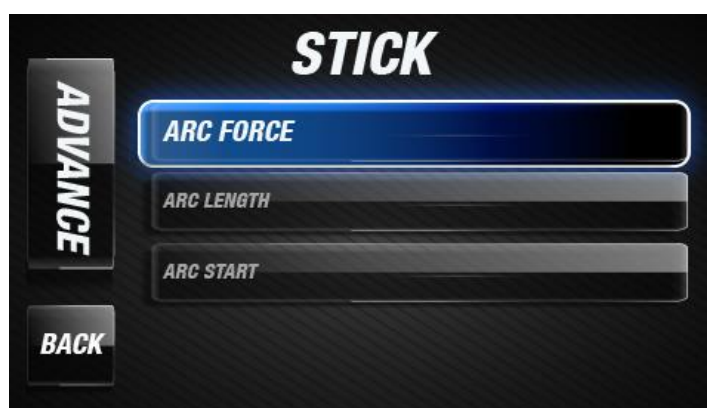 STICK
ADVANCE
ARC FORCE
ARC LENGTH
ARC START
BACK